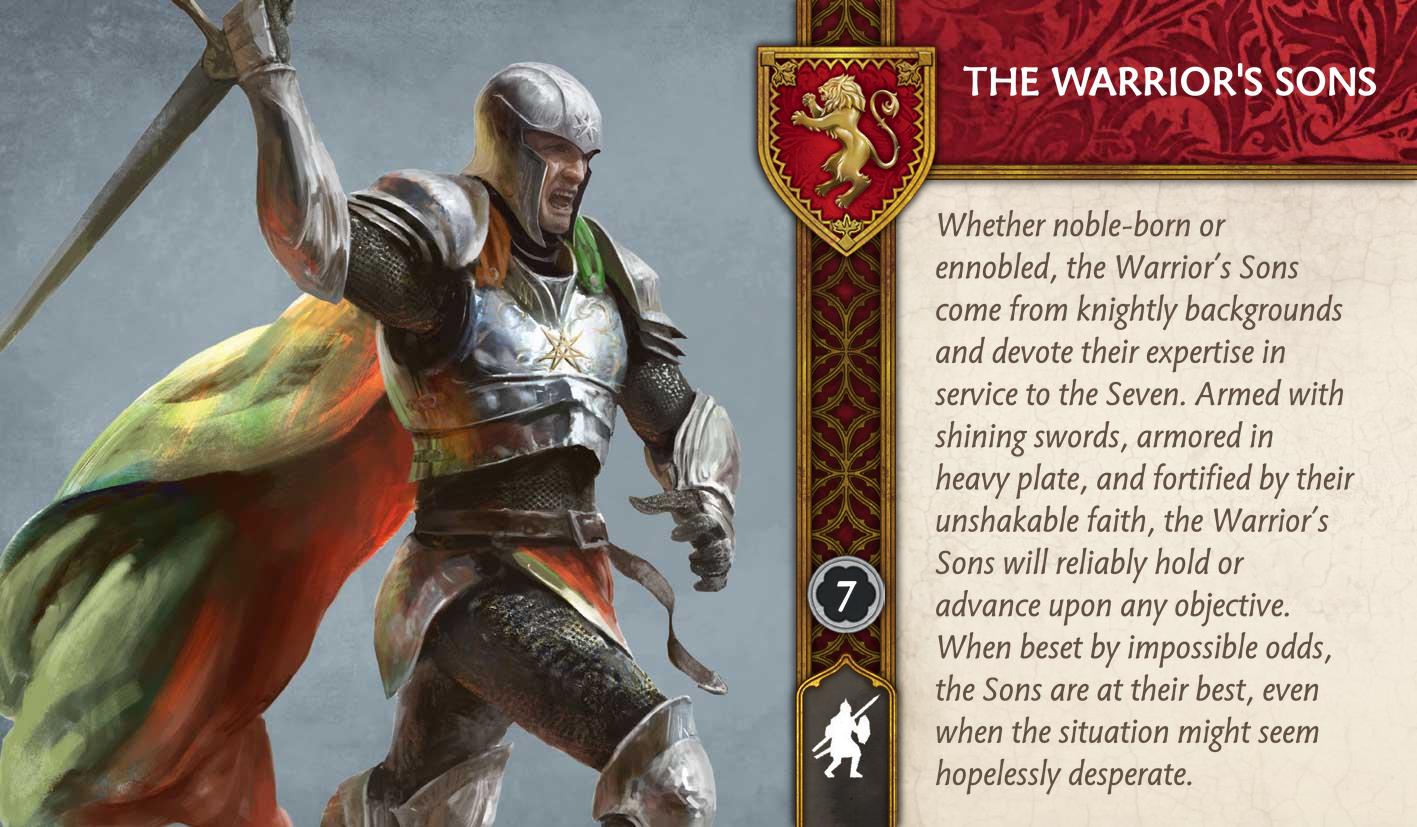 THE WARRIOR'S SONS
Whether noble-born or
ennobled, the Warrior's Sons
come from knightly backgrounds
and devote their expertise in
service to the Seven. Armed with
shining swords, armored in
heavy plate, and fortified by their
unshakable faith, the Warrior's
Sons will reliably hold or
advance upon any objective.
When beset by impossible odds,
the Sons are at their best, even
when the situation might seem
hopelessly desperate.
7